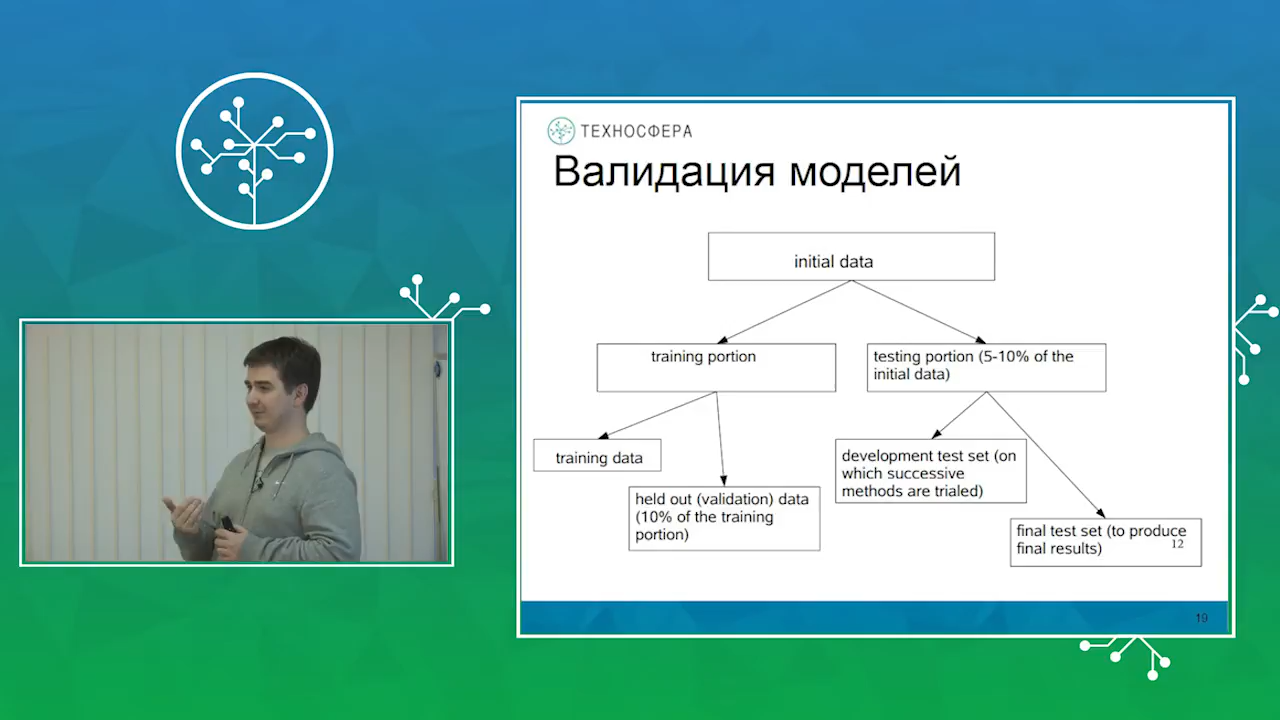 ТЕХНОСФЕРА
Валидация моделей
initial data
training portion
testing portion (5-10% of the
initial data)
training data
held out (validation) data
(10% of the training
portion)
development test set (on
which successive
methods are trialed)
final test set (to produce
final results)
12
19